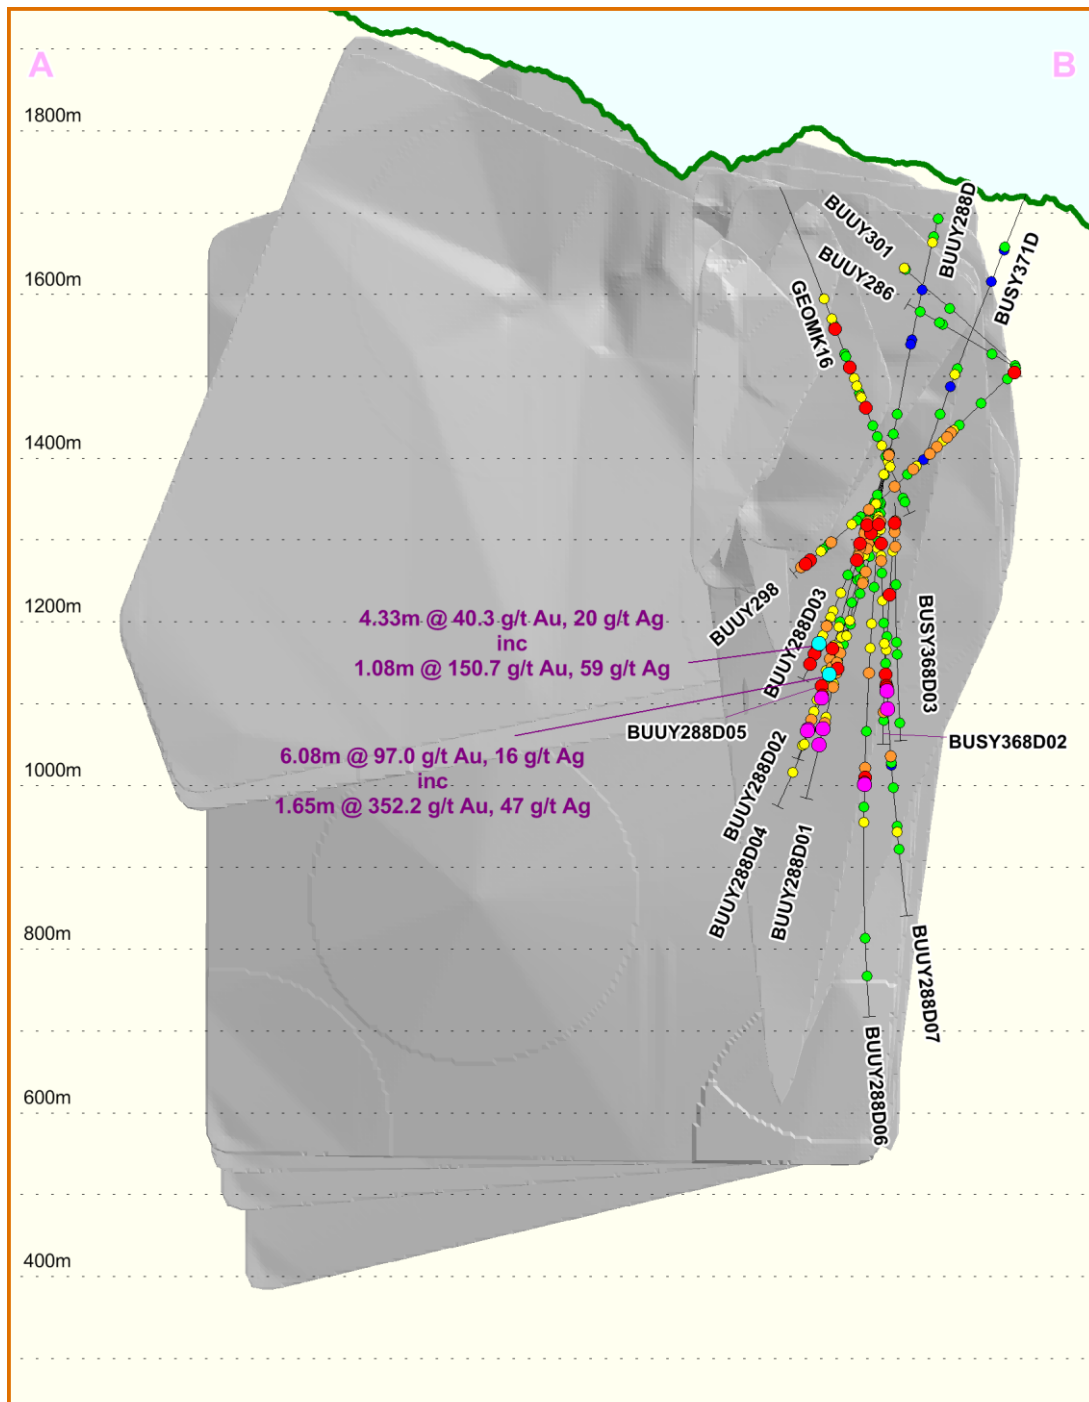 A
B
1800m
BUUY301
BUUY288D
BUUY286
BUSY371D
1600m
GEOMK16
1400m
1200m
4.33m @ 40.3 g/t Au, 20 g/t Ag
inc
1.08m @ 150.7 g/t Au, 59 g/t Ag
BUUY298
BUUY288D03
BUSY368D03
BUUY288D05
BUSY368D02
6.08m @ 97.0 g/t Au, 16 g/t Ag
inc
1.65m @ 352.2 g/t Au, 47 g/t Ag
1000m
BUUY288D02
BUUY288D04
BUUY288D01
800m
BUUY288D07
BUUY288D06
600m
400m